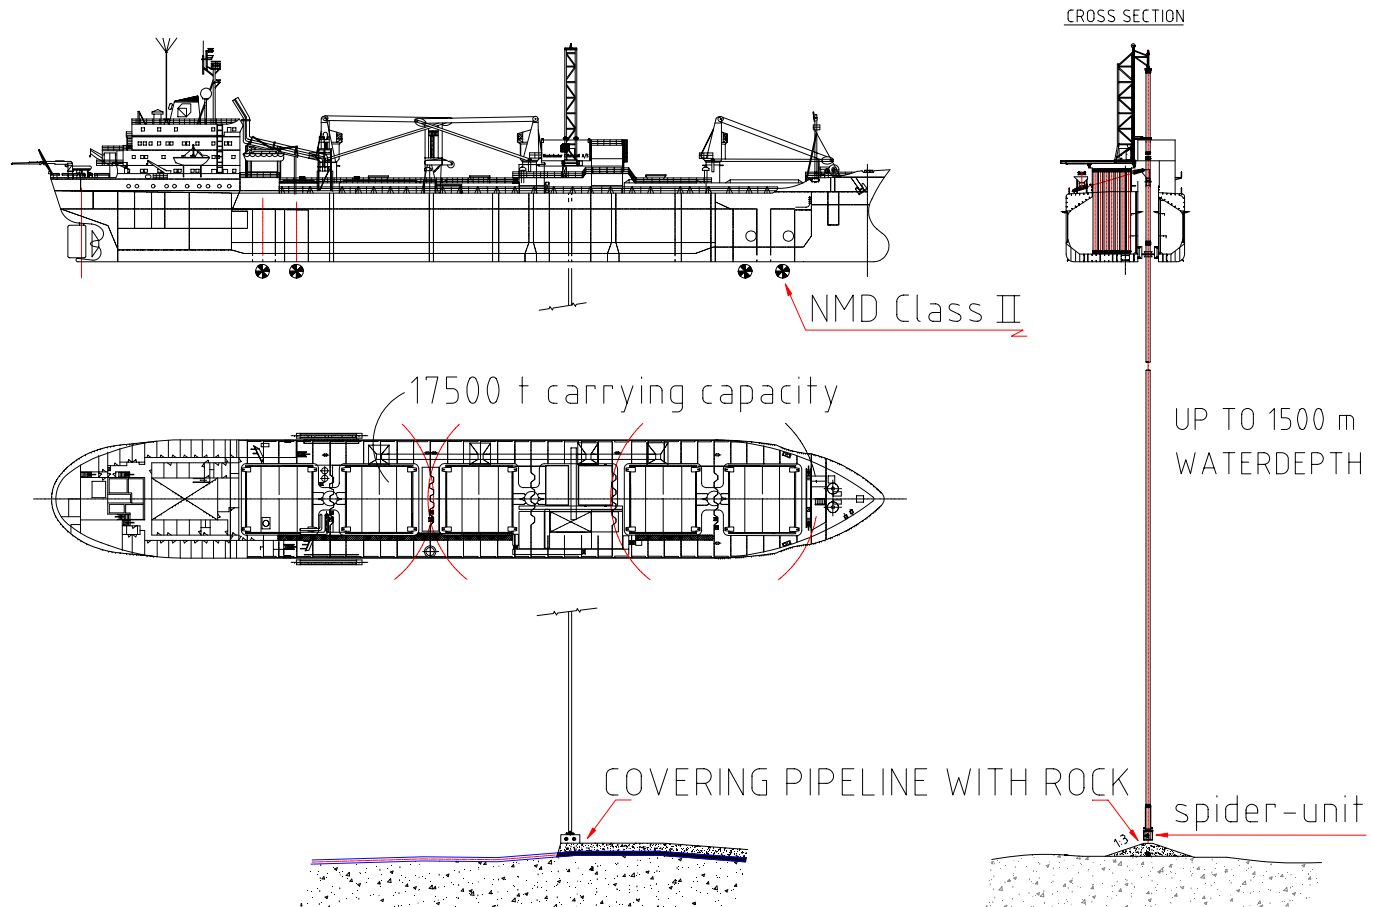 CROSS SECTION
NMD Class II
17500 t carrying capacity
UP TO 1500 m
WATERDEPTH
COVERING PIPELINE WITH ROCK
spider-unit
1:3